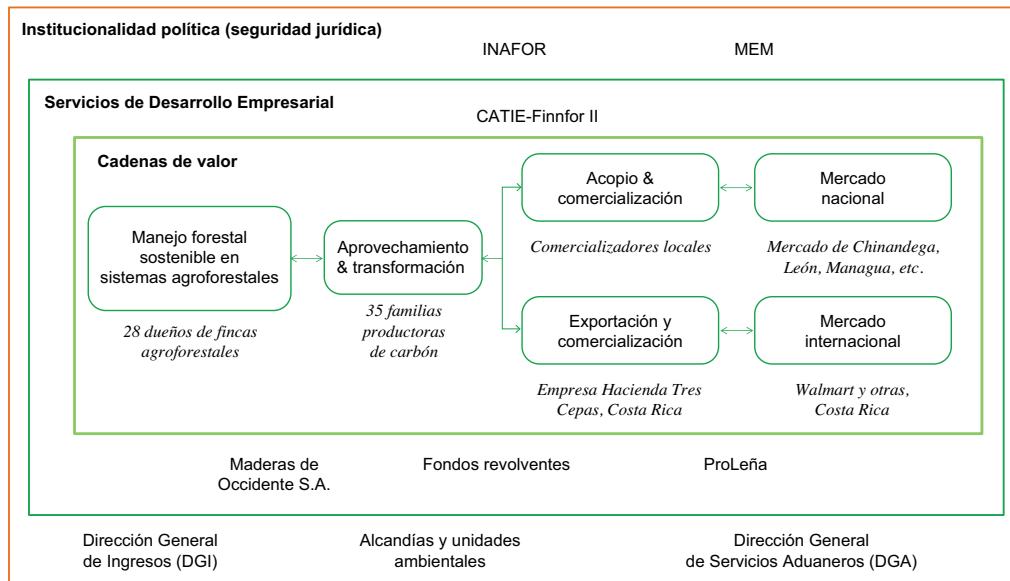 Institucionalidad política (seguridad jurídica)
INAFOR
MEM
Servicios de Desarrollo Empresarial
CATIE-Finnfor II
Cadenas de valor
Manejo forestal
sostenible en
sistemas agroforestales
28 dueños de fincas
agroforestales
Aprovechamiento
& transformación
35 familias
productoras
de carbón
Acopio &
comercialización
Comercializadores locales
Mercado
nacional
Mercado de Chinandega,
León, Managua, etc.
Exportación y
comercialización
Empresa Hacienda Tres
Cepas, Costa Rica
Mercado
internacional
Walmart y otras,
Costa Rica
Maderas de
Occidente S.A.
Fondos revolventes
ProLeña
Dirección General
de Ingresos (DGI)
Alcandías y unidades
ambientales
Dirección General
de Servicios Aduaneros (DGA)